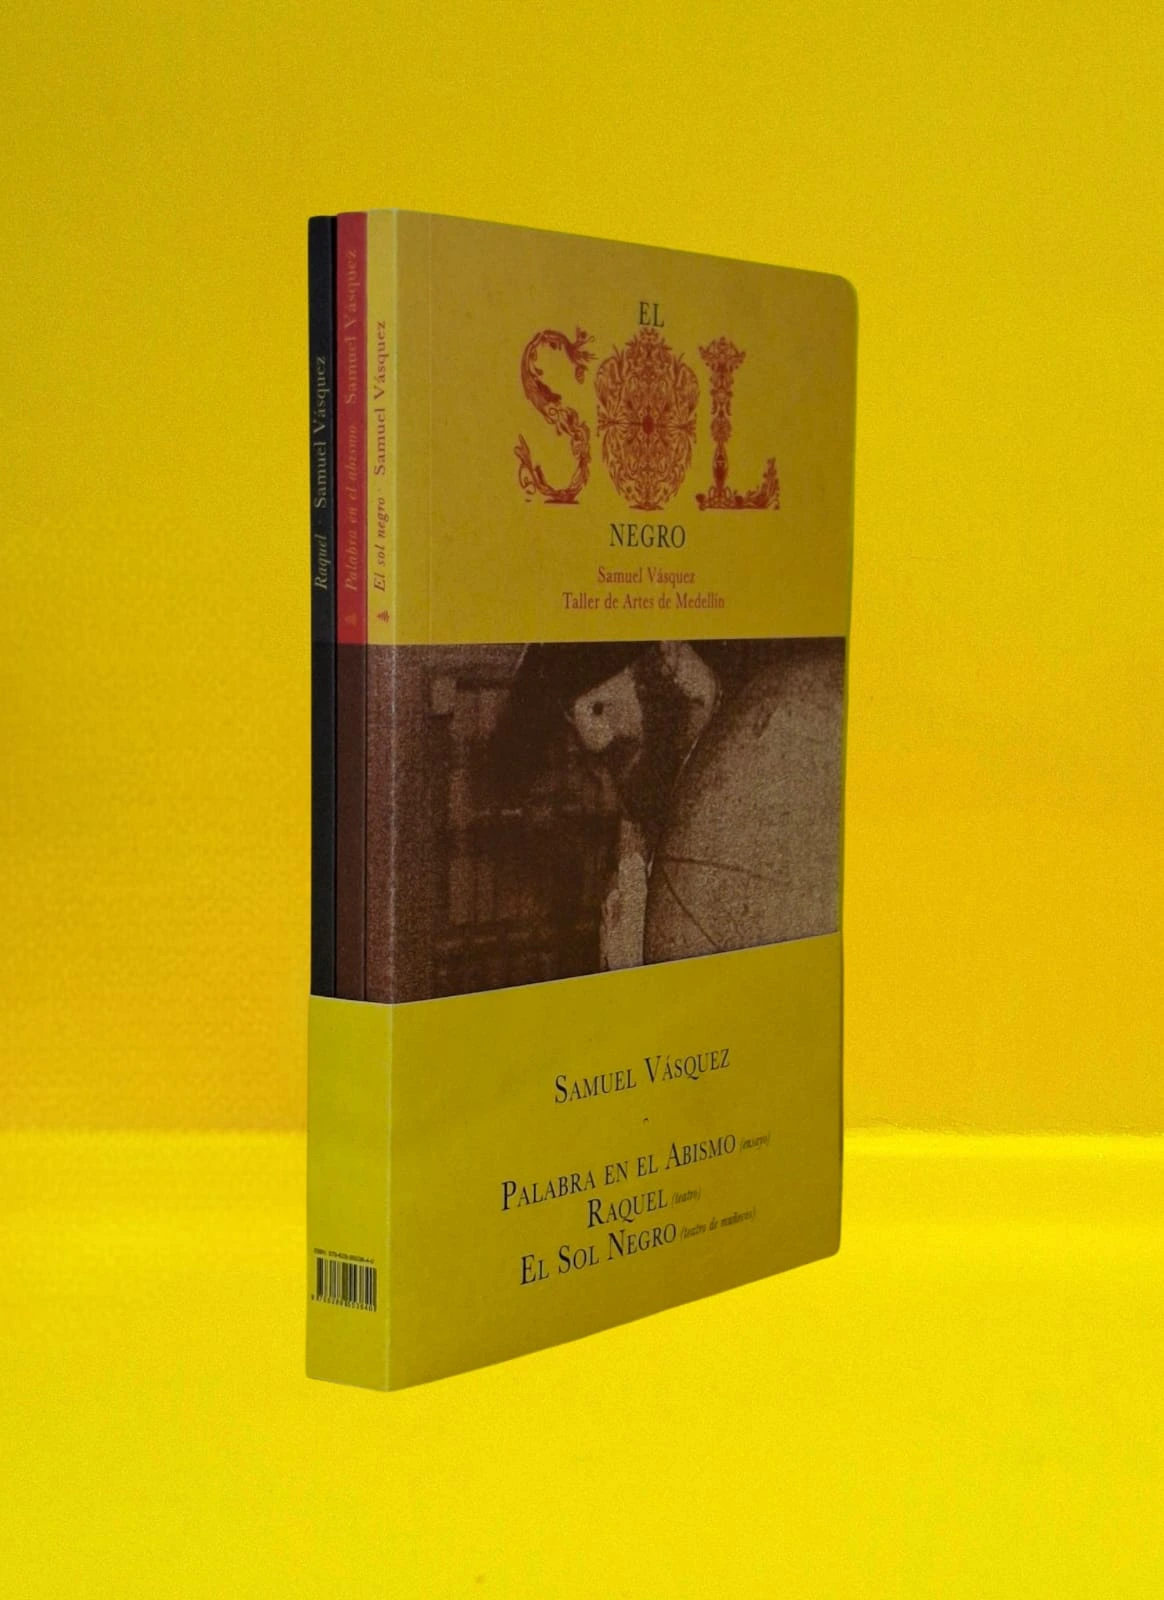 Raquel · Samuel Vásquez
Palabra en el abismo Samuel Vásquez
El sol negro · Samuel Vásquez
EL
SOL
NEGRO
Samuel Vásquez
Taller de Artes de Medellín
SAMUEL VÁSQUEZ
PALABRA EN EL ABISMO (ensayo)
RAQUEL (teatro)
EL SOL NEGRO (teatro de muñecos)